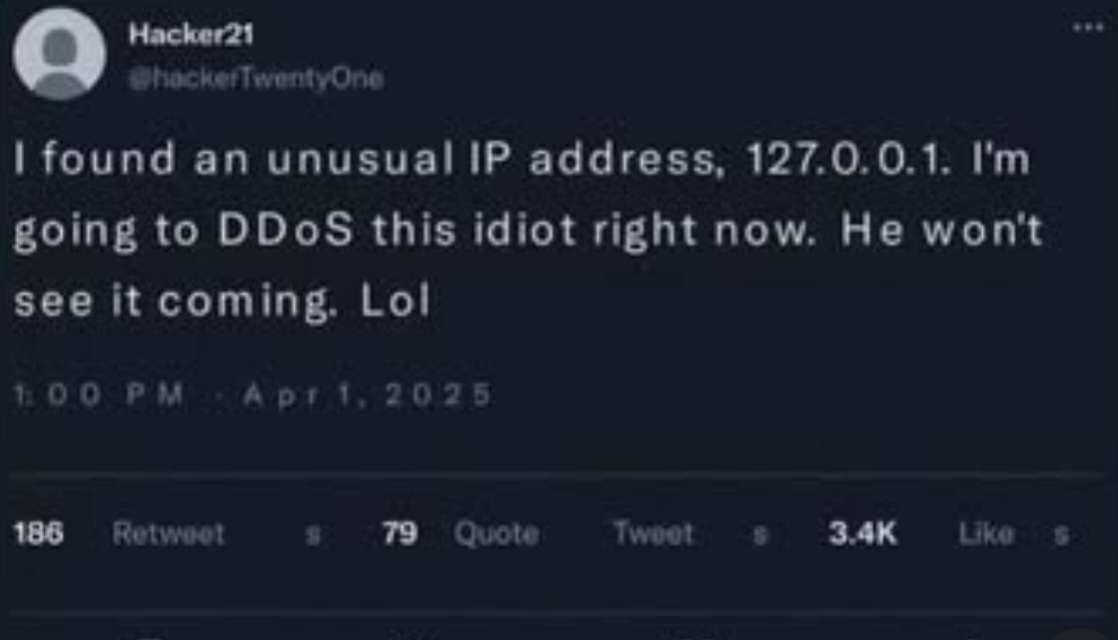 Hacker21
@hackerTwentyOne
I found an unusual IP address, 127.0.0.1. I'm
going to DDoS this idiot right now. He won't
see it coming. Lol
1:00 PM · Apr 1, 2025
186 Retweet s 79 Quote Tweet s 3.4K Like s